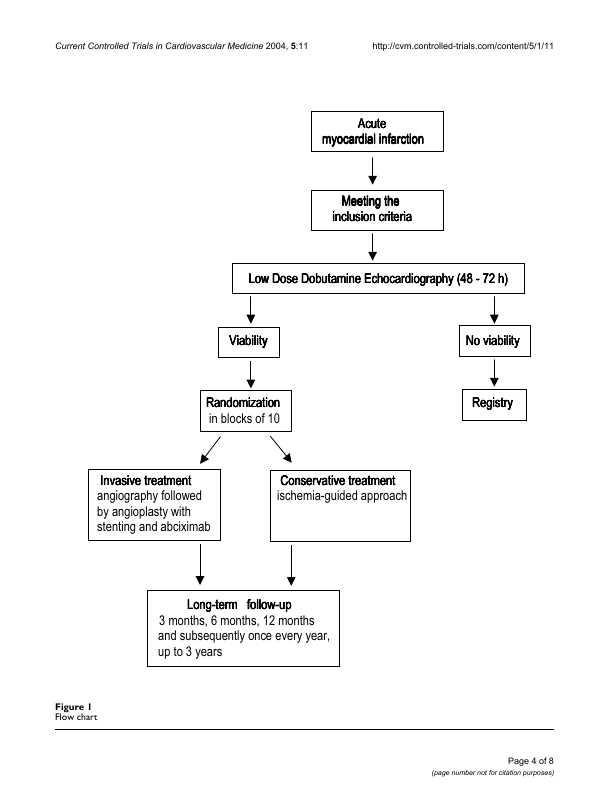 Current Controlled Trials in Cardiovascular Medicine 2004, 5:11
http://cvm.controlled-trials.com/content/5/1/11
Acute
myocardial infarction
Meeting the
inclusion criteria
Low Dose Dobutamine Echocardiography (48 - 72 h)
Viability
No viability
Randomization
in blocks of 10
Registry
Invasive treatment
angiography followed
by angioplasty with
stenting and abciximab
Conservative treatment
ischemia-guided approach
Long-term follow-up
3 months, 6 months, 12 months
and subsequently once every year,
up to 3 years
Figure 1
Flow chart
Page 4 of 8
(page number not for citation purposes)